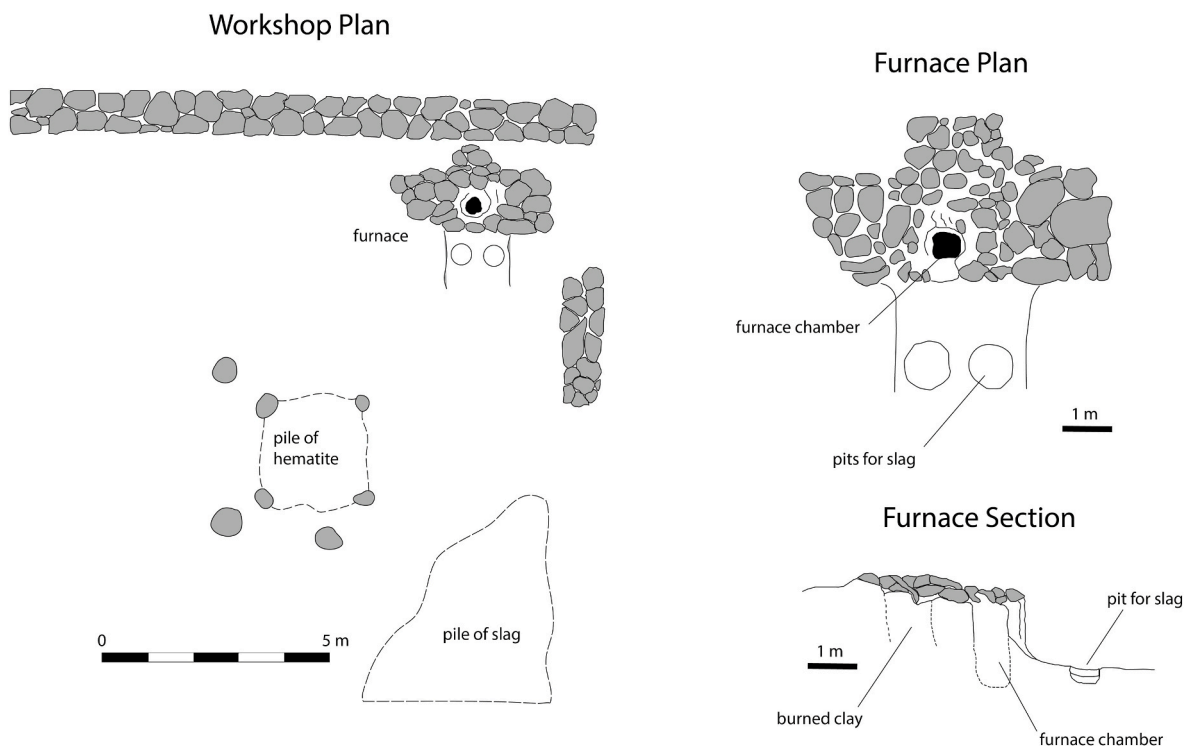 Workshop Plan
furnace
pile of
hematite
pile of slag
0
5 m
Furnace Plan
furnace chamber
1 m
pits for slag
Furnace Section
pit for slag
1 m
burned clay
furnace chamber